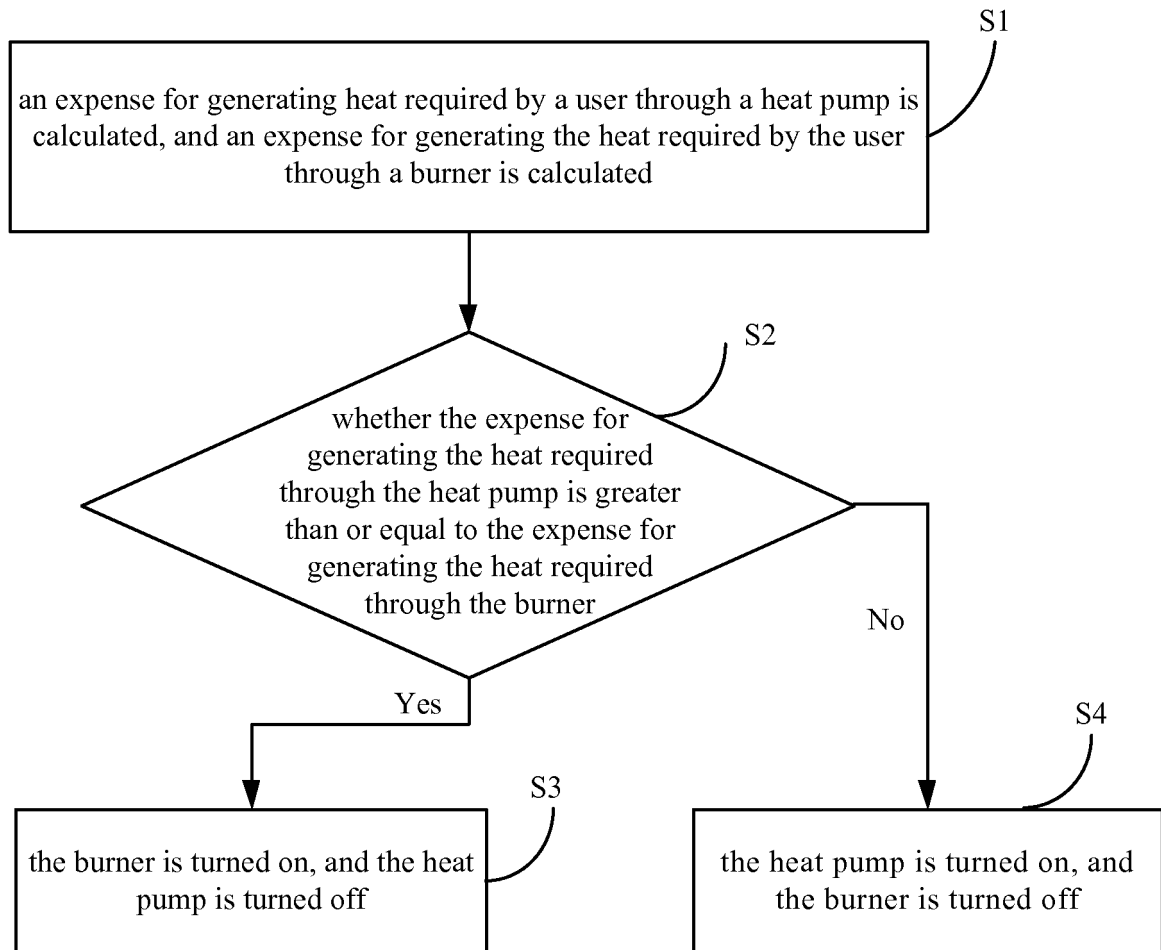 S1
an expense for generating heat required by a user through a heat pump is
calculated, and an expense for generating the heat required by the user
through a burner is calculated
S2
whether the expense for
generating the heat required
through the heat pump is greater
than or equal to the expense for
generating the heat required
through the burner
No
Yes
S4
S3
the burner is turned on, and the heat
pump is turned off
the heat pump is turned on, and
the burner is turned off